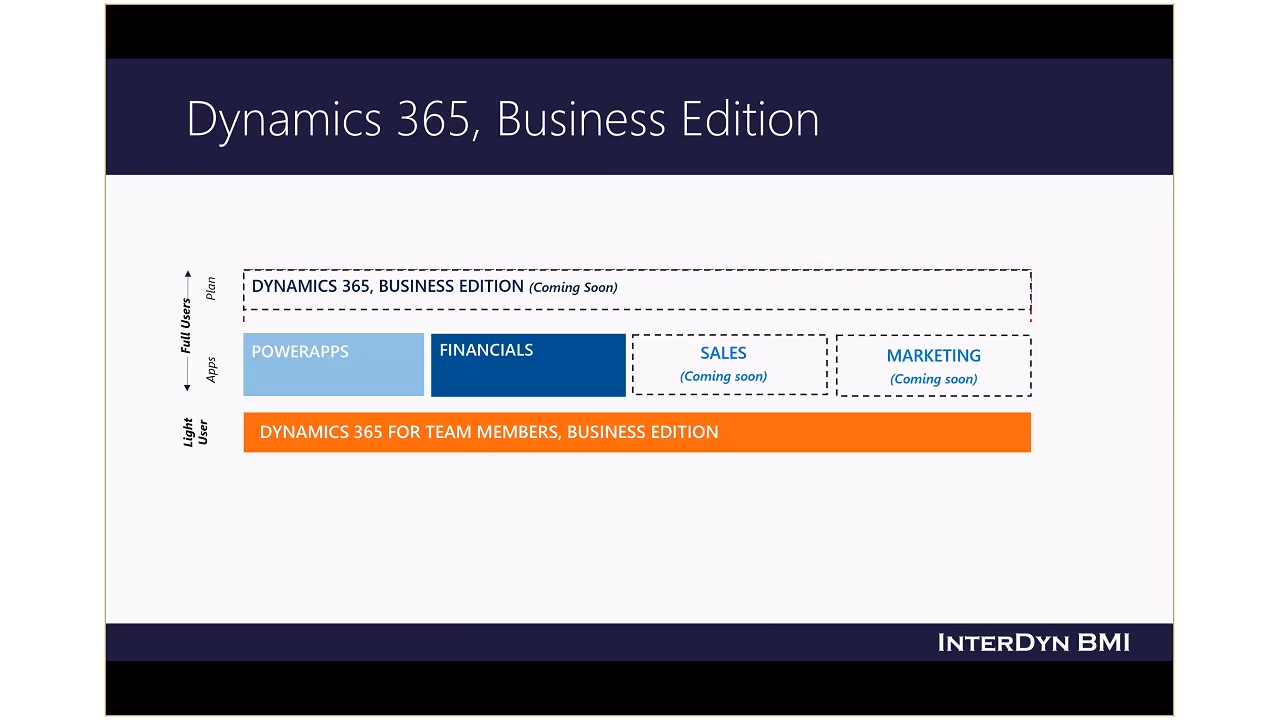 Dynamics 365, Business Edition
Full Users
Plan
DYNAMICS 365, BUSINESS EDITION (Coming Soon)
Apps
POWERAPPS
FINANCIALS
SALES
(Coming soon)
MARKETING
(Coming soon)
Light
User
DYNAMICS 365 FOR TEAM MEMBERS, BUSINESS EDITION
INTERDYN BMI